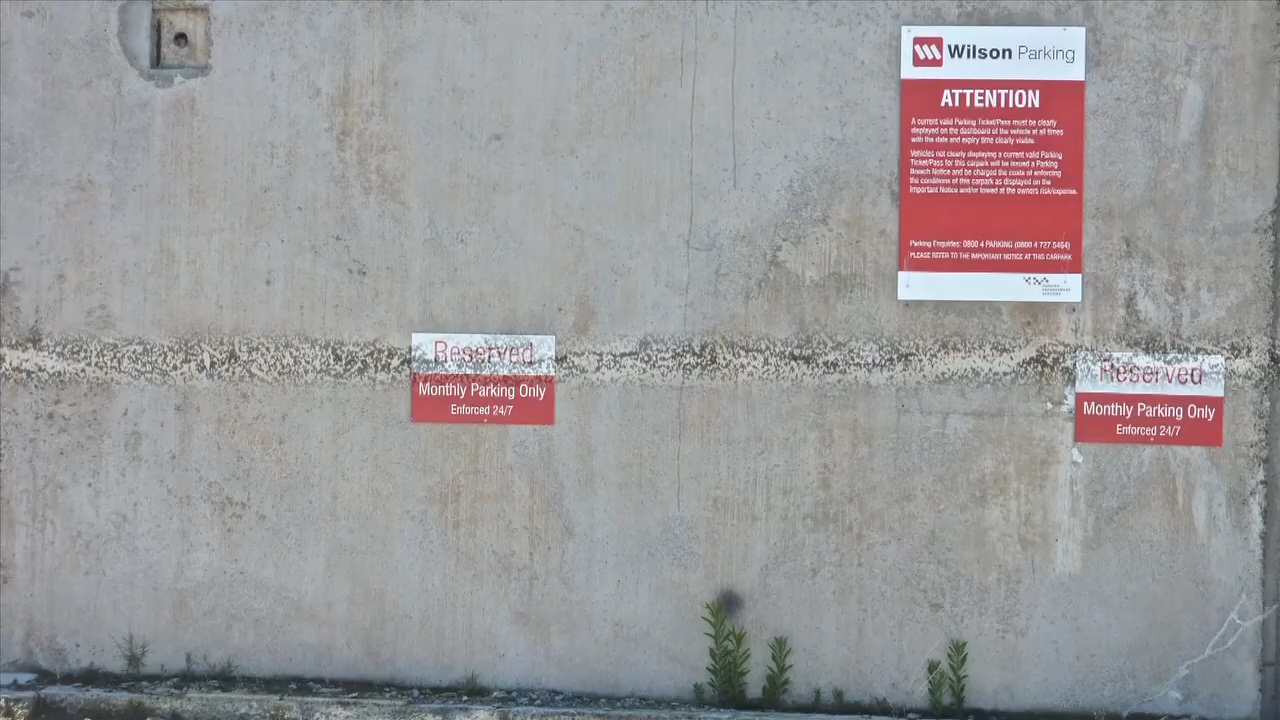 Wilson Parking
ATTENTION
A current valid Parking Ticket/Pass must be clearly
displayed on the dashboard of the vehicle at all times
with the date and expiry time clearly visible.
Vehicles not clearly displaying a current valid Parking
Ticket/Pass for this carpark will be issued a Parking
Breach Notice and be charged the costs of enforcing
the conditions of this carpark as displayed on the
Important Notice and/or towed at the owners risk/expense.
Parking Enquiries: 0800 4 PARKING (0800 4 727 5464)
PLEASE REFER TO THE IMPORTANT NOTICE AT THIS CARPARK
PARKING
ENFORCEMENT
SERVICES
Reserved
Monthly Parking Only
Enforced 24/7
Reserved
Monthly Parking Only
Enforced 24/7